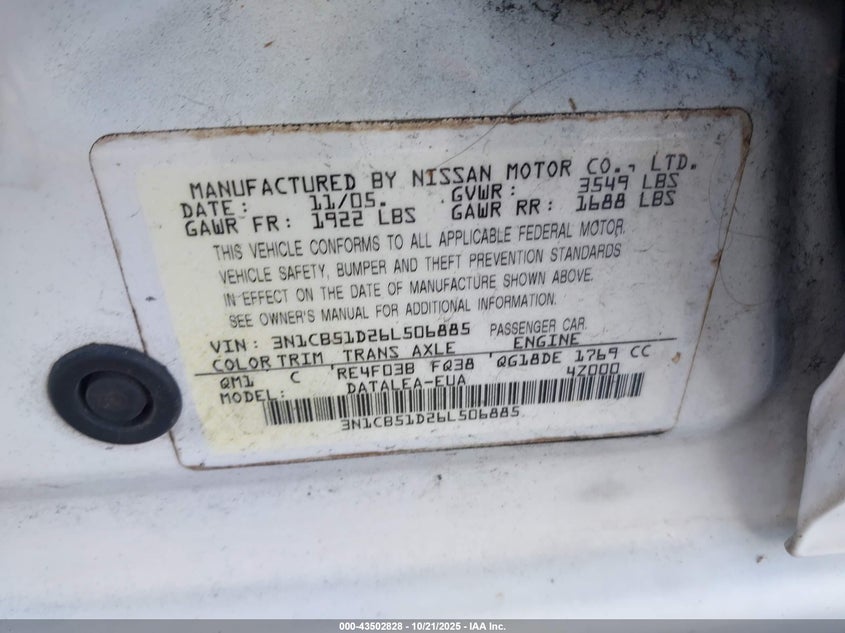 MANUFACTURED BY NISSAN MOTOR CO., LTD.
DATE: 11/05. GVWR: 3549 LBS
GAWR FR: 1922 LBS GAWR RR: 1688 LBS
THIS VEHICLE CONFORMS TO ALL APPLICABLE FEDERAL MOTOR
VEHICLE SAFETY, BUMPER AND THEFT PREVENTION STANDARDS
IN EFFECT ON THE DATE OF MANUFACTURE SHOWN ABOVE.
SEE OWNER'S MANUAL FOR ADDITIONAL INFORMATION.
VIN: 3N1CB51D26L506885 PASSENGER CAR.
COLOR TRIM TRANS AXLE ENGINE
QM1 C RE4F03B FQ38 QG18DE 1769 CC
MODEL: DATALEA-EUA 4Z000
3N1CB51D26L506885
000-43502828 - 10/21/2025 - IAA Inc.